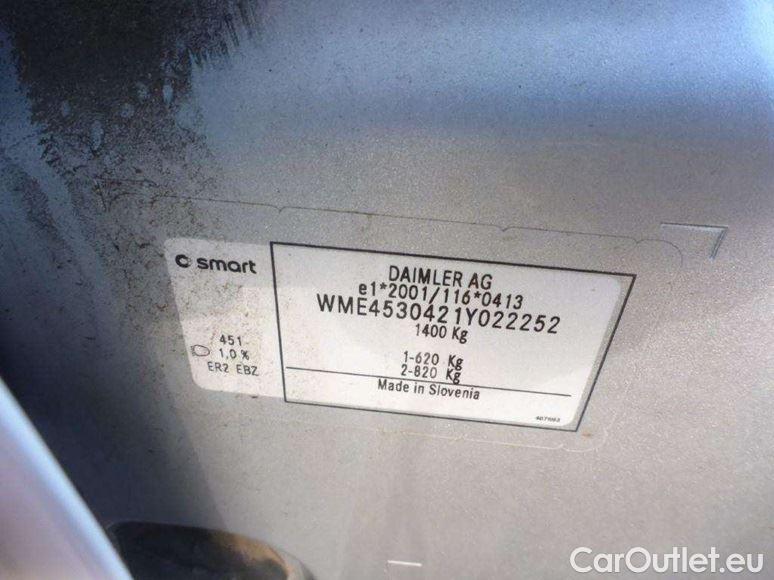 smart
451
1,0%
ER2 EBZ
DAIMLER AG
e1*2001/116*0413
WME4530421Y022252
1400 Kg
1-620 Kg
2-820 Kg
Made in Slovenia
CarOutlet.eu